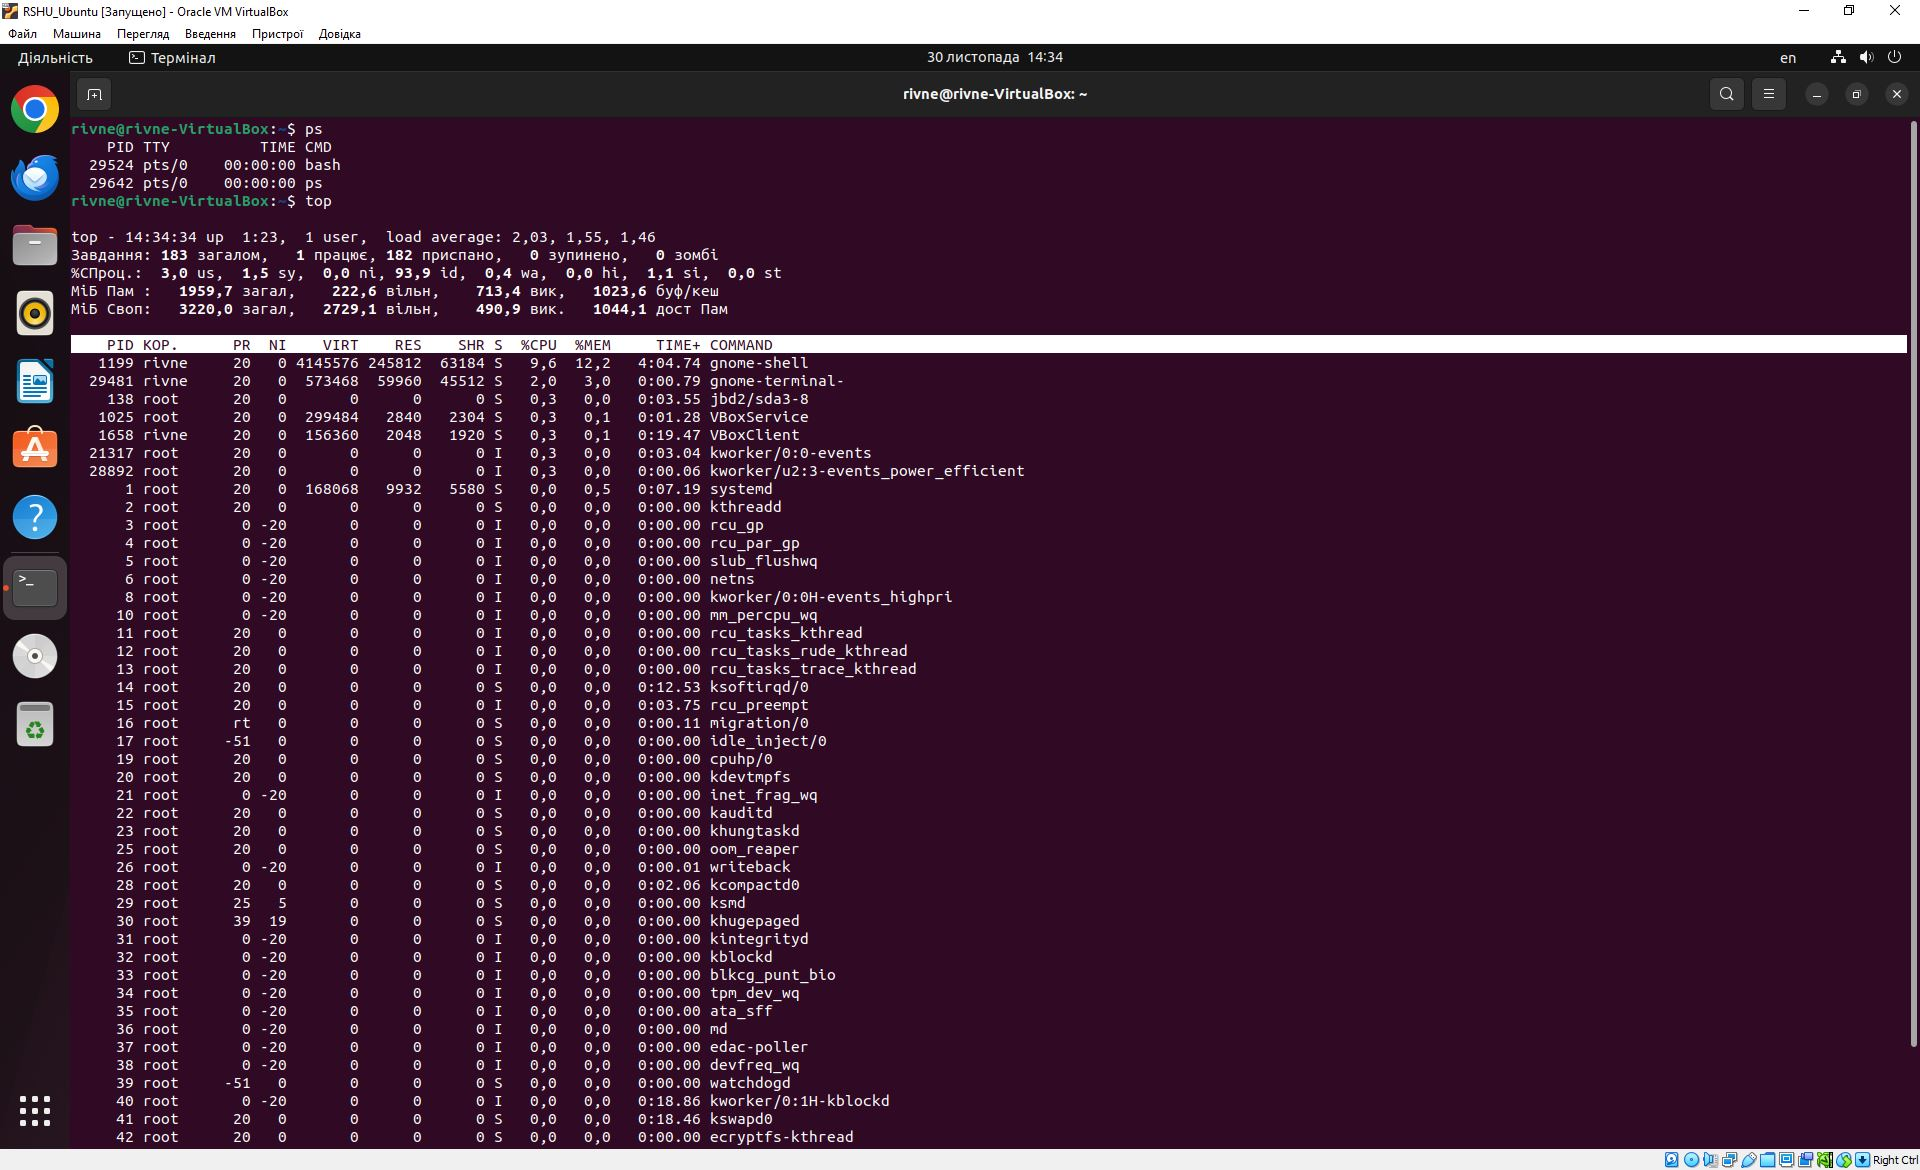 RSHU_Ubuntu [Запущено] - Oracle VM VirtualBox
Файл Машина Перегляд Введення Пристрої Довідка
Діяльність Термінал 30 листопада 14:34 en
rivne@rivne-VirtualBox: ~
rivne@rivne-VirtualBox:~$ ps
PID TTY TIME CMD
29524 pts/0 00:00:00 bash
29642 pts/0 00:00:00 ps
rivne@rivne-VirtualBox:~$ top
top - 14:34:34 up 1:23, 1 user, load average: 2,03, 1,55, 1,46
Завдання: 183 загалом, 1 працює, 182 приспано, 0 зупинено, 0 зомбі
%CПроц.: 3,0 us, 1,5 sy, 0,0 ni, 93,9 id, 0,4 wa, 0,0 hi, 1,1 si, 0,0 st
МіБ Пам : 1959,7 загал, 222,6 вільн, 713,4 вик, 1023,6 буф/кеш
МіБ Своп: 3220,0 загал, 2729,1 вільн, 490,9 вик. 1044,1 дост Пам
PID КОР. PR NI VIRT RES SHR S %CPU %MEM TIME+ COMMAND
1199 rivne 20 0 4145576 245812 63184 S 9,6 12,2 4:04.74 gnome-shell
29481 rivne 20 0 573468 59960 45512 S 2,0 3,0 0:00.79 gnome-terminal-
138 root 20 0 0 0 0 S 0,3 0,0 0:03.55 jbd2/sda3-8
1025 root 20 0 299484 2840 2304 S 0,3 0,1 0:01.28 VBoxService
1658 rivne 20 0 156360 2048 1920 S 0,3 0,1 0:19.47 VBoxClient
21317 root 20 0 0 0 0 I 0,3 0,0 0:03.04 kworker/0:0-events
28892 root 20 0 0 0 0 I 0,3 0,0 0:00.06 kworker/u2:3-events_power_efficient
1 root 20 0 168068 9932 5580 S 0,0 0,5 0:07.19 systemd
2 root 20 0 0 0 0 S 0,0 0,0 0:00.00 kthreadd
3 root 0 -20 0 0 0 I 0,0 0,0 0:00.00 rcu_gp
4 root 0 -20 0 0 0 I 0,0 0,0 0:00.00 rcu_par_gp
5 root 0 -20 0 0 0 I 0,0 0,0 0:00.00 slub_flushwq
6 root 0 -20 0 0 0 I 0,0 0,0 0:00.00 netns
8 root 0 -20 0 0 0 I 0,0 0,0 0:00.00 kworker/0:0H-events_highpri
10 root 0 -20 0 0 0 I 0,0 0,0 0:00.00 mm_percpu_wq
11 root 20 0 0 0 0 I 0,0 0,0 0:00.00 rcu_tasks_kthread
12 root 20 0 0 0 0 I 0,0 0,0 0:00.00 rcu_tasks_rude_kthread
13 root 20 0 0 0 0 I 0,0 0,0 0:00.00 rcu_tasks_trace_kthread
14 root 20 0 0 0 0 S 0,0 0,0 0:12.53 ksoftirqd/0
15 root 20 0 0 0 0 I 0,0 0,0 0:03.75 rcu_preempt
16 root rt 0 0 0 0 S 0,0 0,0 0:00.11 migration/0
17 root -51 0 0 0 0 S 0,0 0,0 0:00.00 idle_inject/0
19 root 20 0 0 0 0 S 0,0 0,0 0:00.00 cpuhp/0
20 root 20 0 0 0 0 S 0,0 0,0 0:00.00 kdevtmpfs
21 root 0 -20 0 0 0 I 0,0 0,0 0:00.00 inet_frag_wq
22 root 20 0 0 0 0 S 0,0 0,0 0:00.00 kauditd
23 root 20 0 0 0 0 S 0,0 0,0 0:00.00 khungtaskd
25 root 20 0 0 0 0 S 0,0 0,0 0:00.00 oom_reaper
26 root 0 -20 0 0 0 I 0,0 0,0 0:00.01 writeback
28 root 20 0 0 0 0 S 0,0 0,0 0:02.06 kcompactd0
29 root 25 5 0 0 0 S 0,0 0,0 0:00.00 ksmd
30 root 39 19 0 0 0 S 0,0 0,0 0:00.00 khugepaged
31 root 0 -20 0 0 0 I 0,0 0,0 0:00.00 kintegrityd
32 root 0 -20 0 0 0 I 0,0 0,0 0:00.00 kblockd
33 root 0 -20 0 0 0 I 0,0 0,0 0:00.00 blkcg_punt_bio
34 root 0 -20 0 0 0 I 0,0 0,0 0:00.00 tpm_dev_wq
35 root 0 -20 0 0 0 I 0,0 0,0 0:00.00 ata_sff
36 root 0 -20 0 0 0 I 0,0 0,0 0:00.00 md
37 root 0 -20 0 0 0 I 0,0 0,0 0:00.00 edac-poller
38 root 0 -20 0 0 0 I 0,0 0,0 0:00.00 devfreq_wq
39 root -51 0 0 0 0 S 0,0 0,0 0:00.00 watchdogd
40 root 0 -20 0 0 0 I 0,0 0,0 0:18.86 kworker/0:1H-kblockd
41 root 20 0 0 0 0 S 0,0 0,0 0:18.46 kswapd0
42 root 20 0 0 0 0 S 0,0 0,0 0:00.00 ecryptfs-kthread
Right Ctrl